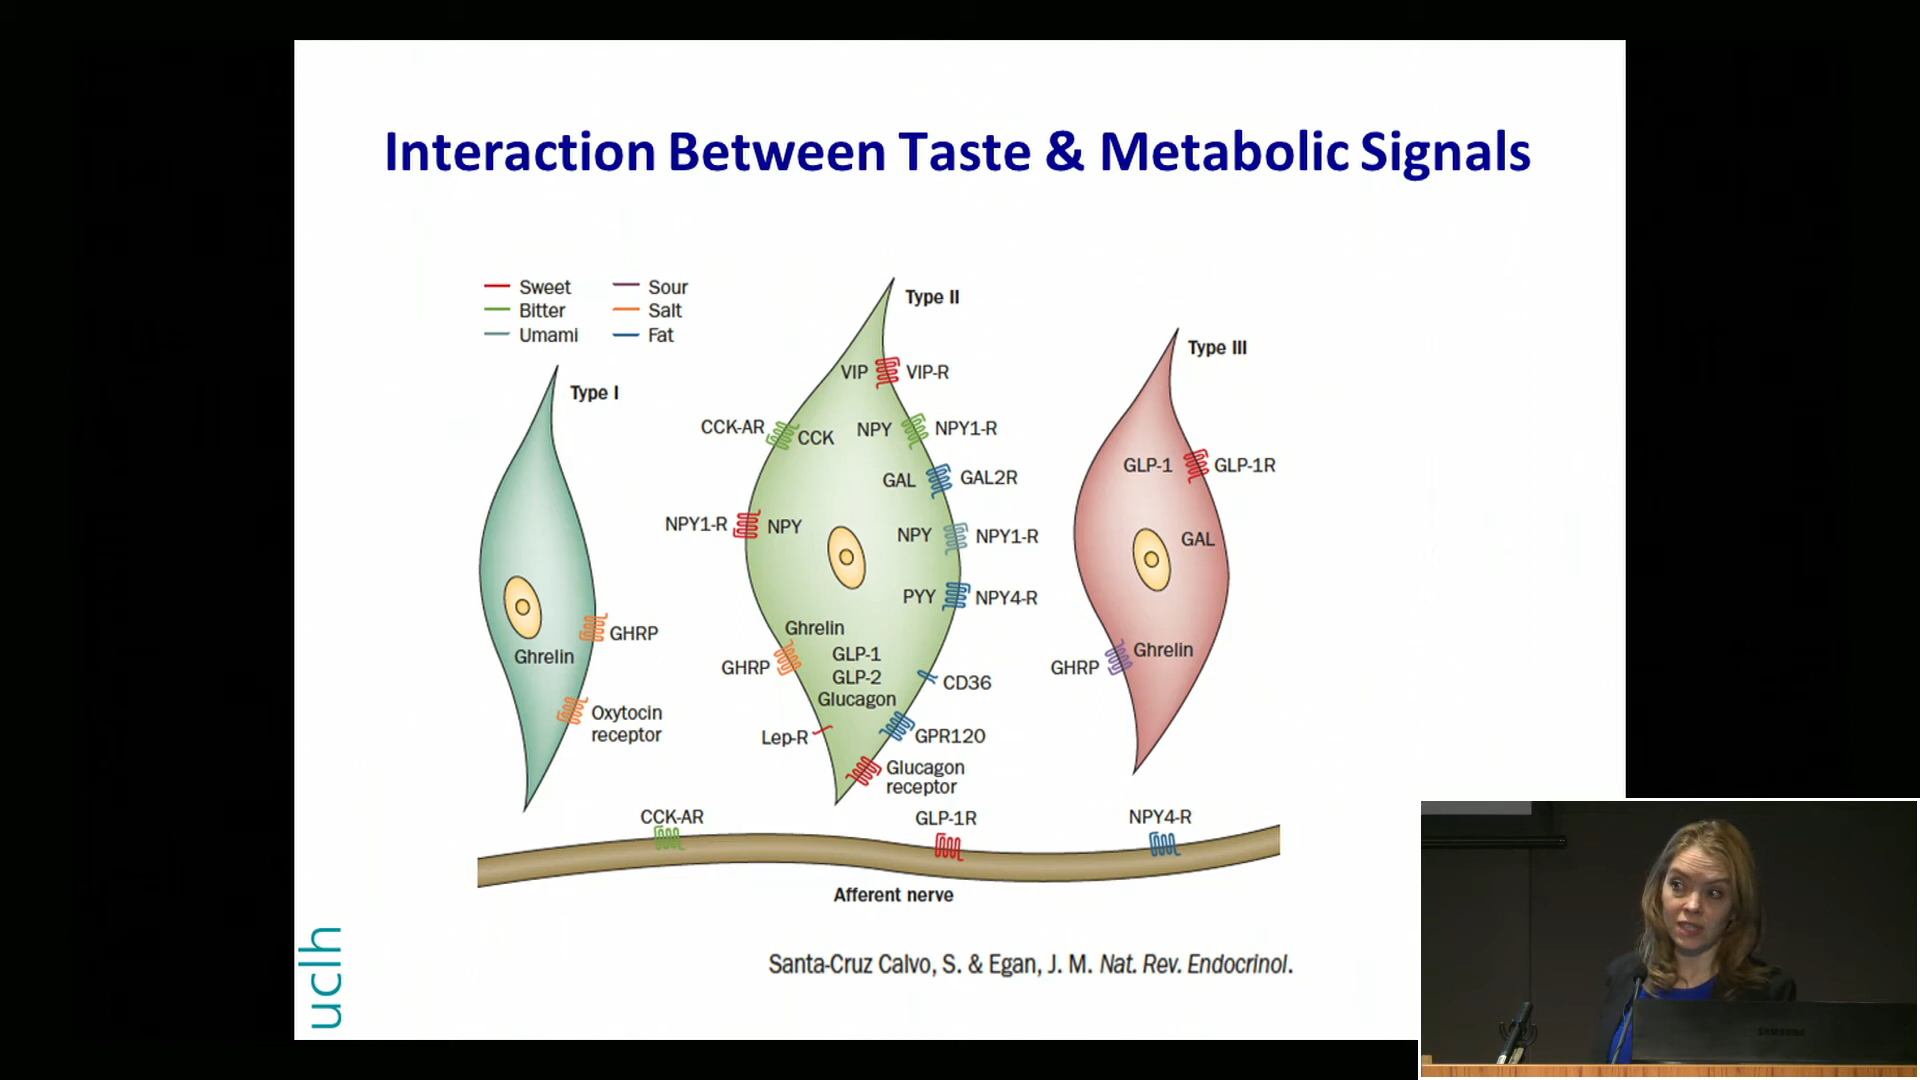 Interaction Between Taste & Metabolic Signals
Sweet
Sour
Bitter
Salt
Umami
Fat
Type I
Ghrelin
GHRP
Oxytocin
receptor
Type II
VIP
VIP-R
CCK-AR
CCK
NPY
NPY1-R
GAL
GAL2R
NPY1-R
NPY
NPY
NPY1-R
PYY
NPY4-R
Ghrelin
GLP-1
GHRP
GLP-2
Glucagon
CD36
Lep-R
GPR120
Glucagon
receptor
Type III
GLP-1
GLP-1R
GAL
GHRP
Ghrelin
CCK-AR
GLP-1R
NPY4-R
Afferent nerve
Santa-Cruz Calvo, S. & Egan, J. M. Nat. Rev. Endocrinol.
uclh
SAMSUNG